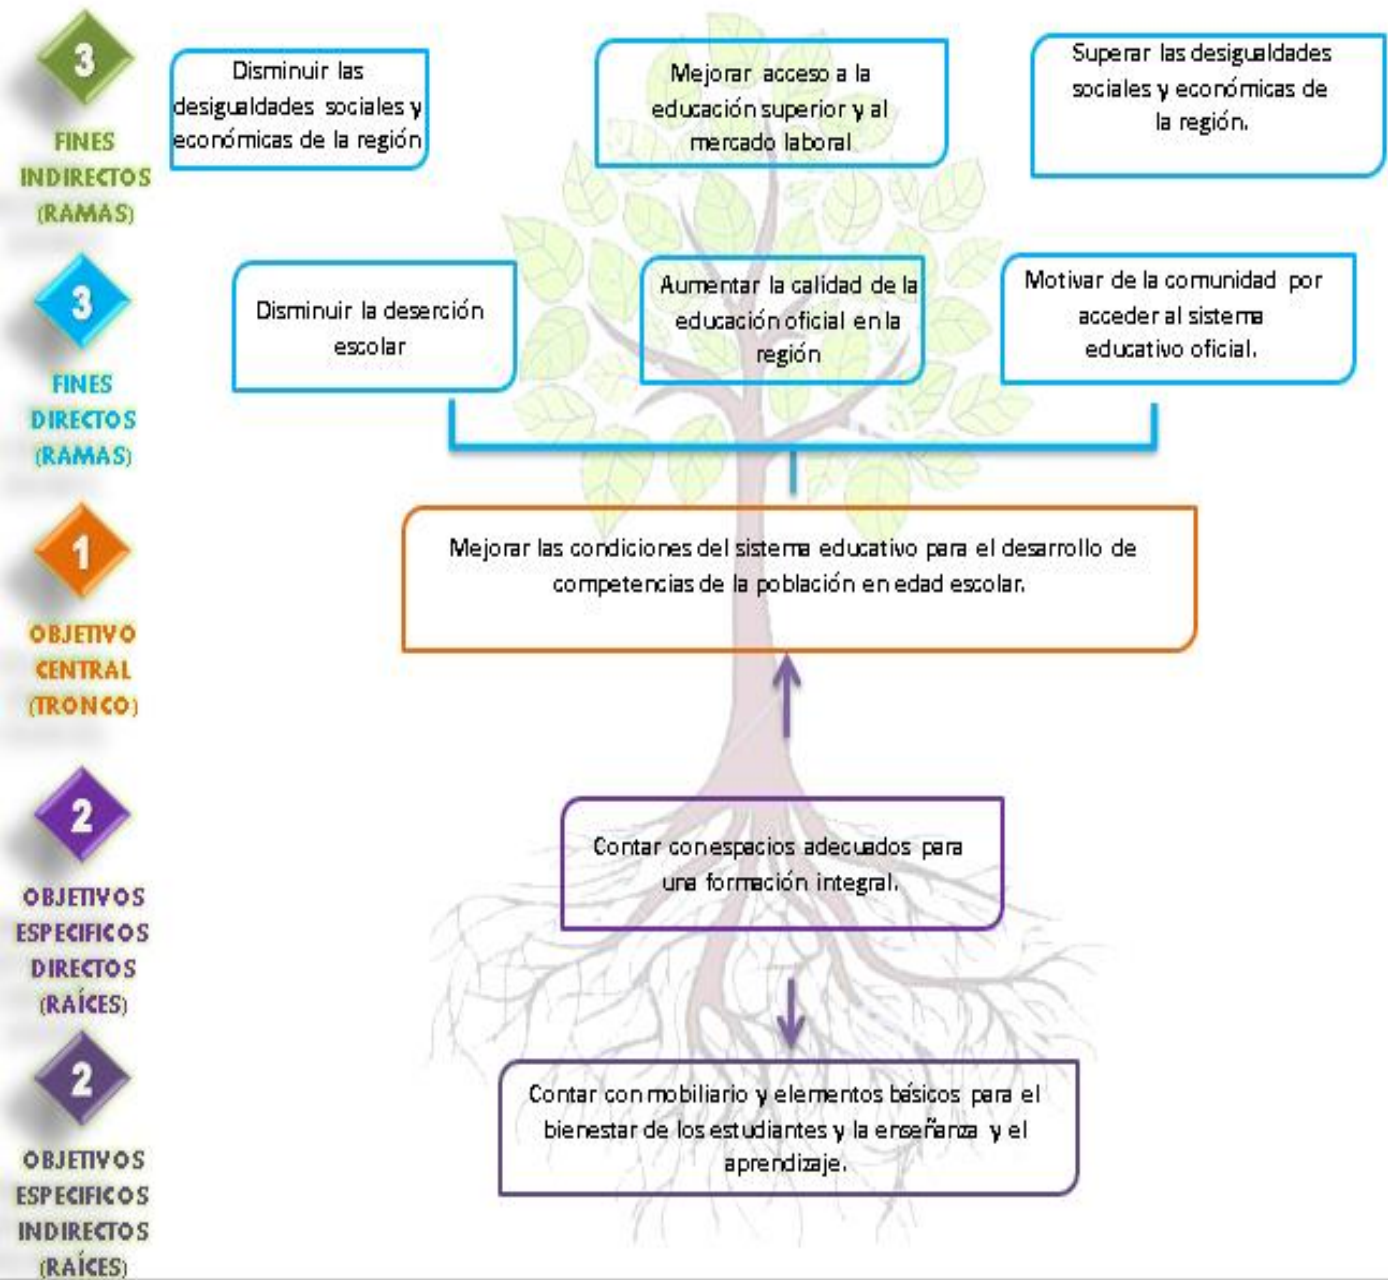 3
FINES
INDIRECTOS
(RAMAS)
Disminuir las
desigualdades sociales y
económicas de la región
Mejorar acceso a la
educación superior y al
mercado laboral
Superar las desigualdades
sociales y económicas de
la región.
3
FINES
DIRECTOS
(RAMAS)
Disminuir la deserción
escolar
Aumentar la calidad de la
educación oficial en la
región
Motivar de la comunidad por
acceder al sistema
educativo oficial.
1
OBJETIVO
CENTRAL
(TRONCO)
Mejorar las condiciones del sistema educativo para el desarrollo de
competencias de la población en edad escolar.
2
OBJETIVOS
ESPECIFICOS
DIRECTOS
(RAÍCES)
Contar con espacios adecuados para
una formación integral.
2
OBJETIVOS
ESPECIFICOS
INDIRECTOS
(RAÍCES)
Contar con mobiliario y elementos básicos para el
bienestar de los estudiantes y la enseñanza y el
aprendizaje.